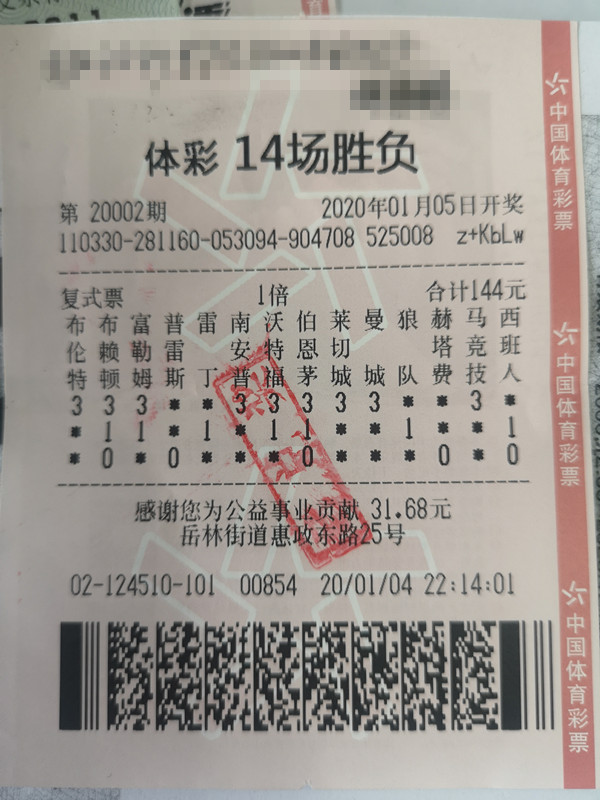 体彩 14场胜负
第 20002期 2020年01月05日开奖
110330-281160-053094-904708 525008 z+KbLw
复式票 1倍 合计144元
布 布 富 普 雷 南 沃 伯 莱 曼 狼 赫 马 西
伦 赖 勒 雷 安 特 恩 切 塔 竞 班
特 顿 姆 斯 丁 普 福 茅 城 城 队 费 技 人
3 3 3 * * 3 3 3 3 3 * * 3 *
* 1 1 * 1 * 1 1 * * 1 * * 1
* 0 * 0 * * * 0 * * * 0 * 0
感谢您为公益事业贡献 31.68元
岳林街道惠政东路25号
02-124510-101 00854 20/01/04 22:14:01
中国体育彩票
中国体育彩票
中国体育彩票
育